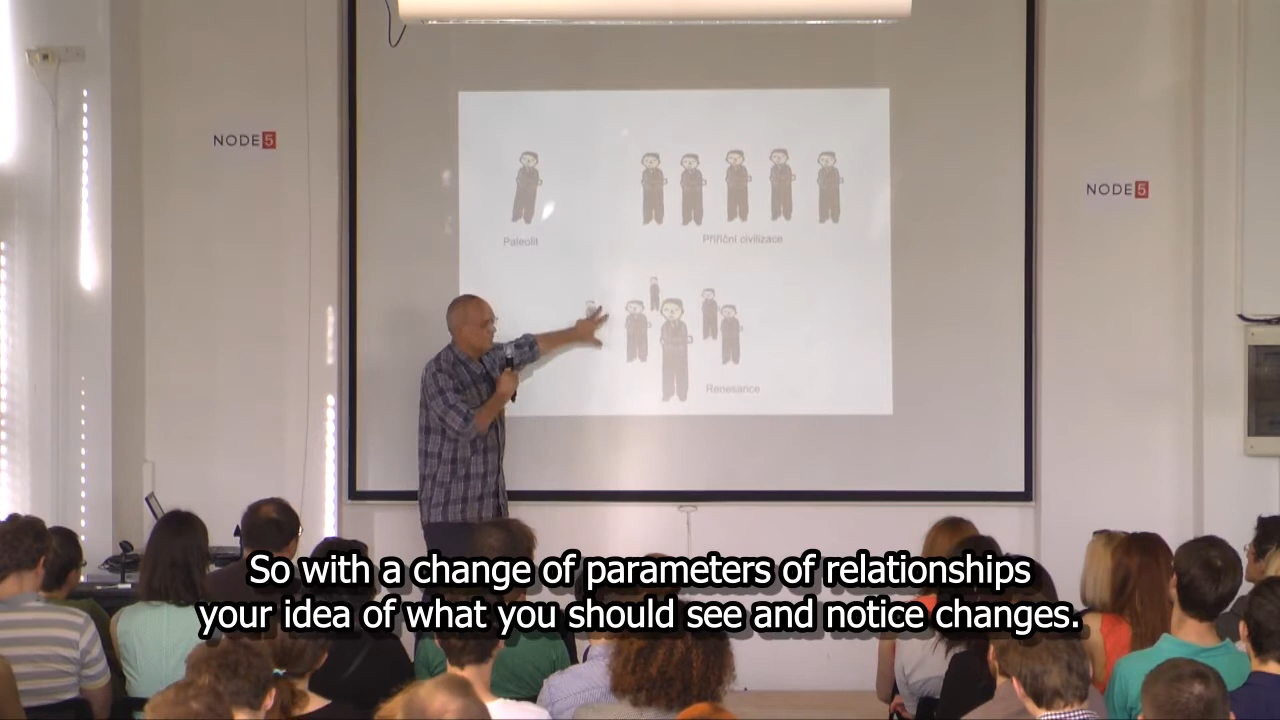 NODE5
NODE5
Paleolit
Příříční civilizace
Renesance
So with a change of parameters of relationships
your idea of what you should see and notice changes.